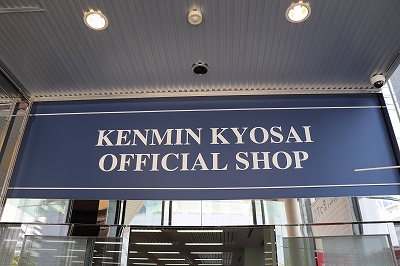 KENMIN KYOSAI
OFFICIAL SHOP